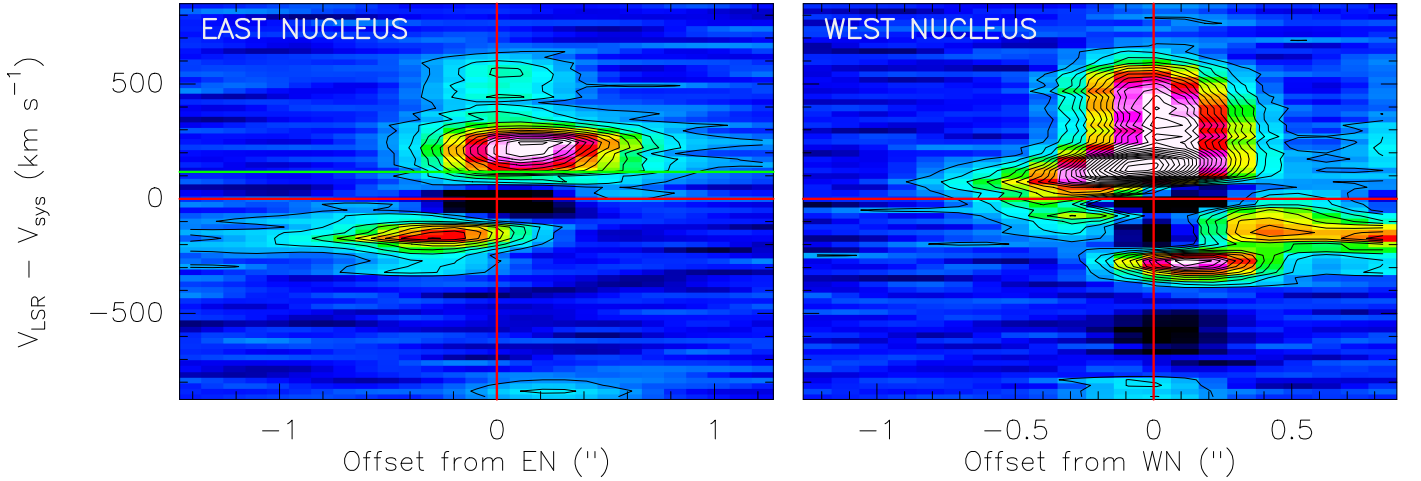 EAST NUCLEUS
WEST NUCLEUS
V_LSR − V_sys (km s⁻¹)
500
0
−500
−1
0
1
−1
−0.5
0
0.5
Offset from EN (")
Offset from WN (")